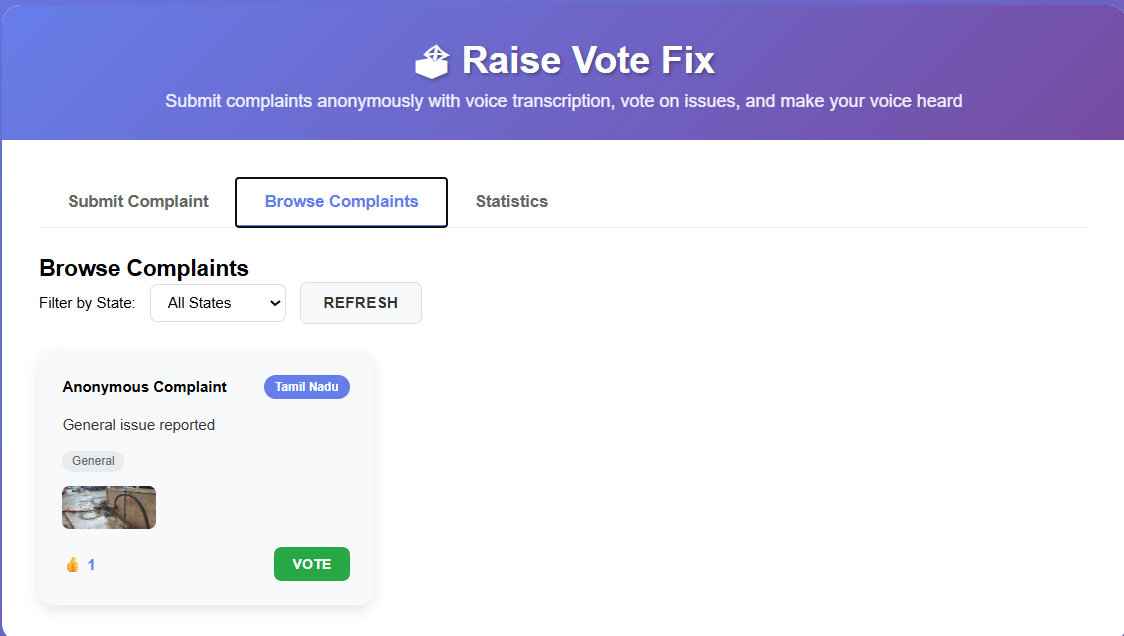 Raise Vote Fix
Submit complaints anonymously with voice transcription, vote on issues, and make your voice heard
Submit Complaint Browse Complaints Statistics
Browse Complaints
Filter by State: All States REFRESH
Anonymous Complaint Tamil Nadu
General issue reported
General
1 VOTE